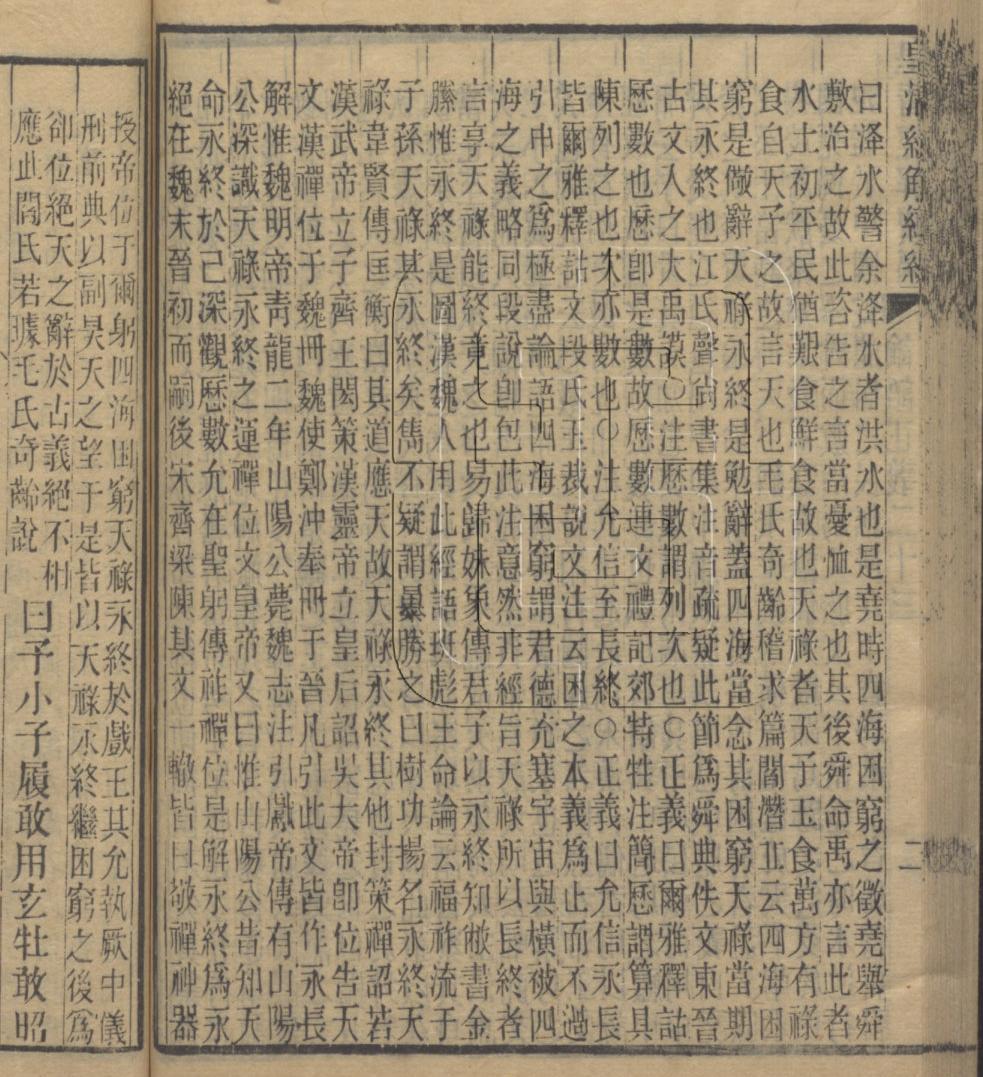 皇清經解經解
曰洚水警余洚水者洪水也是堯時四海困窮之徵堯舉舜
敷治之故此咨告之言當憂恤之也其後舜命禹亦言此者
水土初平民猶艱食鮮食故也天祿者天子玉食萬方有祿
食自天子之故言天也毛氏奇齡稽求篇閻潛丘云四海困
窮是儆辭天祿永終是勉辭蓋四海當念其困窮天祿當期
其永終也江氏聲尚書集注音疏疑此節爲舜典佚文東晉
古文入之大禹謨○注歷數謂列次也○正義曰爾雅釋詁
歷數也歷卽是數故歷數連文禮記郊特牲注簡歷謂算具
陳列之也次亦數也○注允信至長終○正義曰允信永長
皆爾雅釋詁文段氏玉裁說文注云困之本義爲止而不過
引申之爲極盡論語四海困窮謂君德充塞宇宙與橫被四
海之義略同段說卽包此注意然非經旨天祿所以長終者
言享天祿能終竟之也易歸妹象傳君子以永終知敝書金
縢惟永終是圖漢魏人用此經語班彪王命論云福祚流于
子孫天祿其永終矣雋不疑謂暴勝之曰樹功揚名永終天
祿韋賢傳匡衡曰其道應天故天祿永終其他封策禪詔若
漢武帝立子齊王閎策漢靈帝立皇后詔吳大帝卽位告天
文漢禪位于魏冊魏使鄭沖奉冊于晉凡引此文皆作永長
解惟魏明帝靑龍二年山陽公薨魏志注引獻帝傳有山陽
公深識天祿永終之運禪位文皇帝又曰惟山陽公昔知天
命永終於己深觀歷數允在聖躬傳祚禪位是解永終爲永
絕在魏末晉初而嗣後宋齊梁陳其文一轍皆曰敬禪神器
二
授帝位于爾躬四海困窮天祿永終於戲王其允執厥中儀
刑前典以副昊天之望于是皆以天祿永終繼困窮之後爲
卻位絕天之辭於古義絕不相
應此閻氏若璩毛氏奇齡說
曰予小子履敢用玄牡敢昭